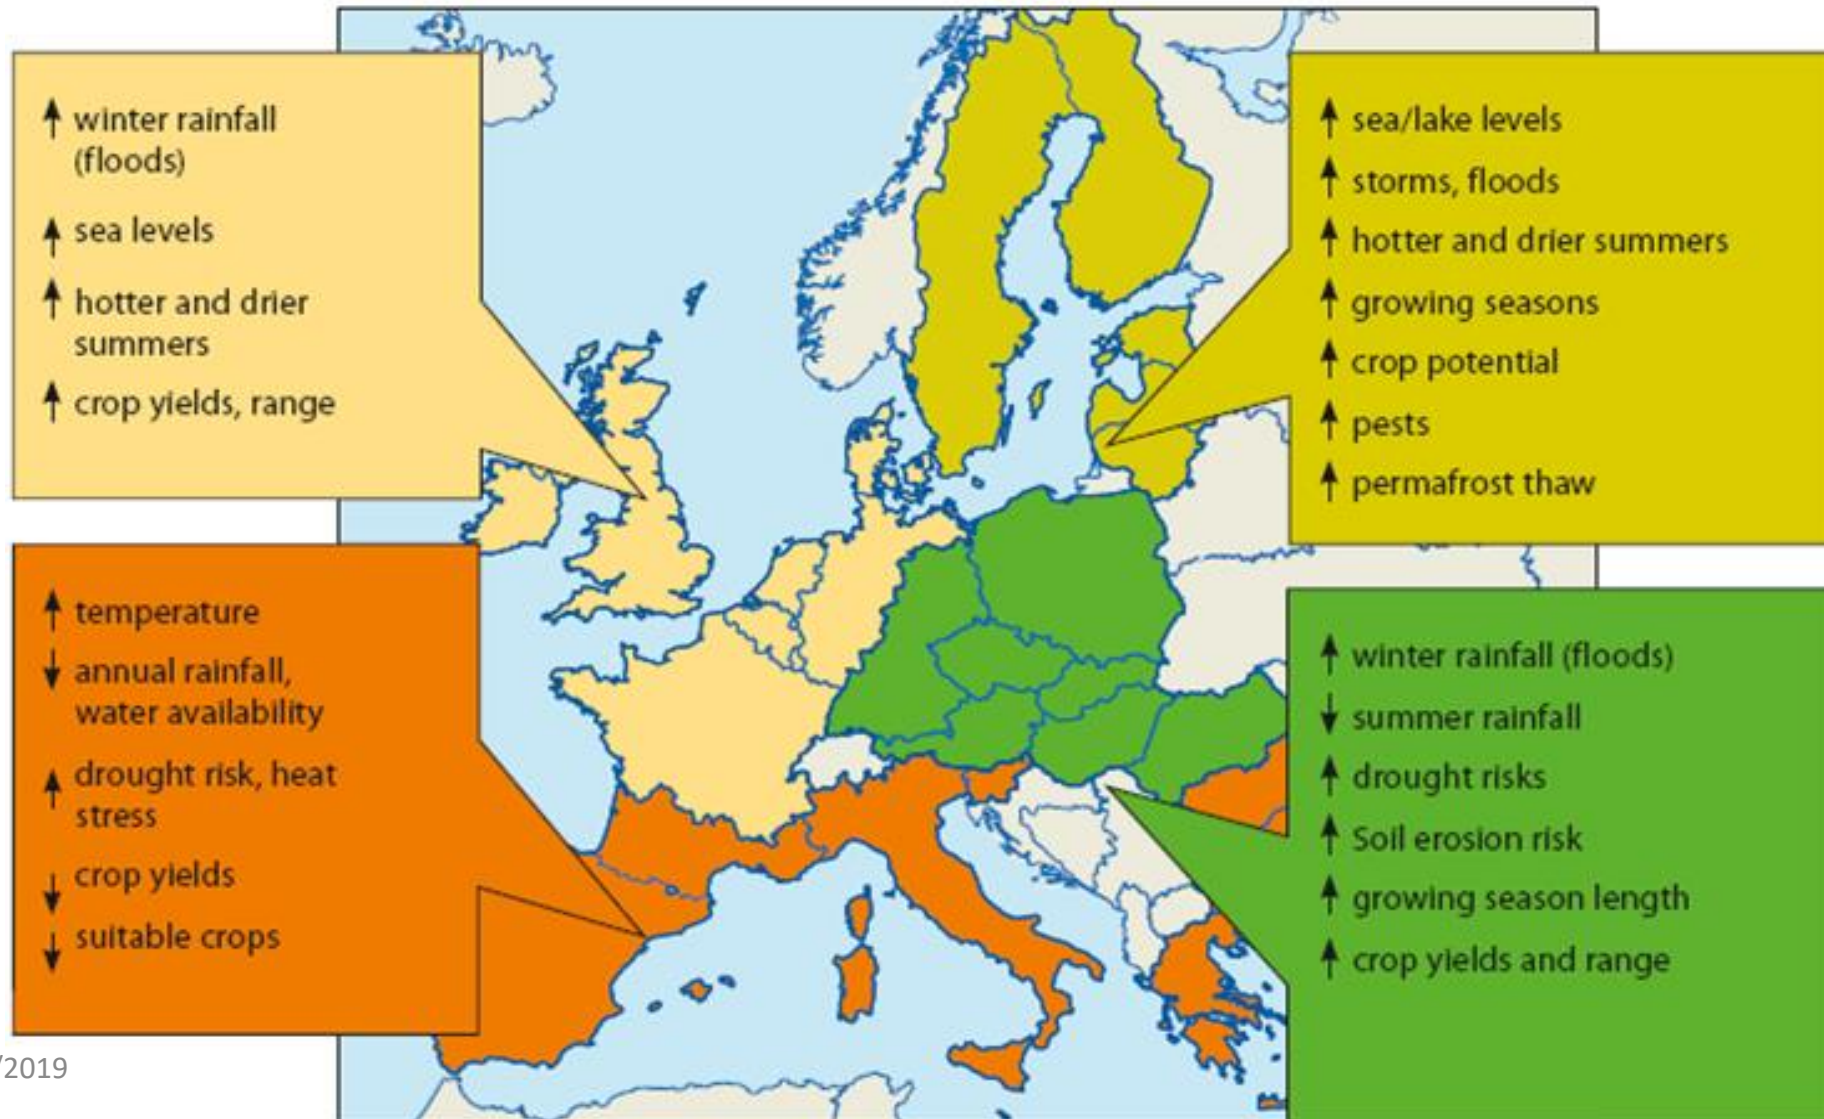 ↑ winter rainfall
(floods)
↑ sea levels
↑ hotter and drier
summers
↑ crop yields, range
↑ sea/lake levels
↑ storms, floods
↑ hotter and drier summers
↑ growing seasons
↑ crop potential
↑ pests
↑ permafrost thaw
↑ temperature
↓ annual rainfall,
water availability
↑ drought risk, heat
stress
↓ crop yields
↓ suitable crops
↑ winter rainfall (floods)
↓ summer rainfall
↑ drought risks
↑ Soil erosion risk
↑ growing season length
↑ crop yields and range
/2019